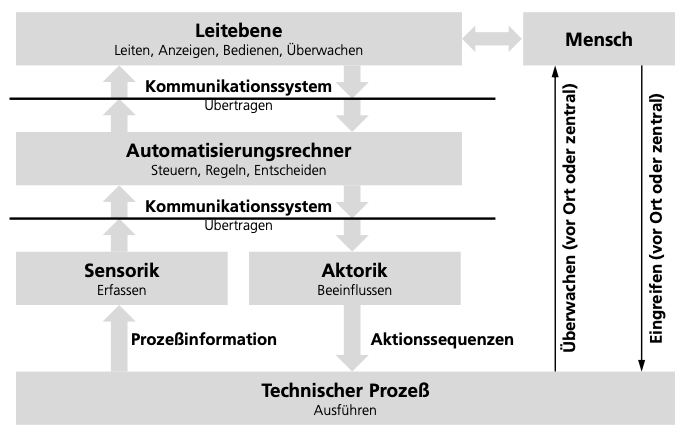 Leitebene
Leiten, Anzeigen, Bedienen, Überwachen
Mensch
Kommunikationssystem
Übertragen
Automatisierungsrechner
Steuern, Regeln, Entscheiden
Kommunikationssystem
Übertragen
Sensorik
Erfassen
Aktorik
Beeinflussen
Prozeßinformation
Aktionssequenzen
Überwachen (vor Ort oder zentral)
Eingreifen (vor Ort oder zentral)
Technischer Prozeß
Ausführen